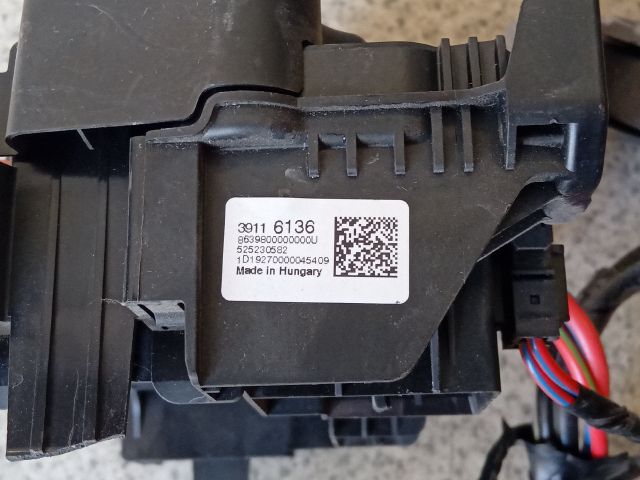 3911 6136
8639800000000U
525230582
1D19270000045409
Made in Hungary